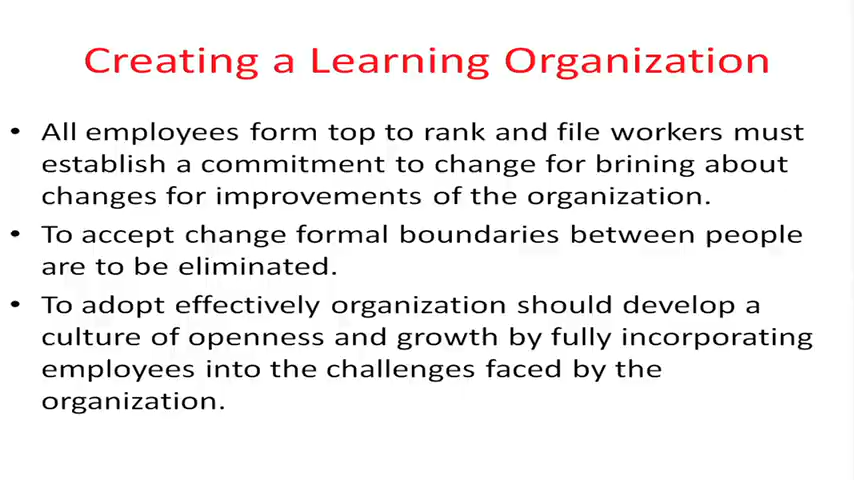 Creating a Learning Organization
• All employees form top to rank and file workers must
establish a commitment to change for brining about
changes for improvements of the organization.
• To accept change formal boundaries between people
are to be eliminated.
• To adopt effectively organization should develop a
culture of openness and growth by fully incorporating
employees into the challenges faced by the
organization.